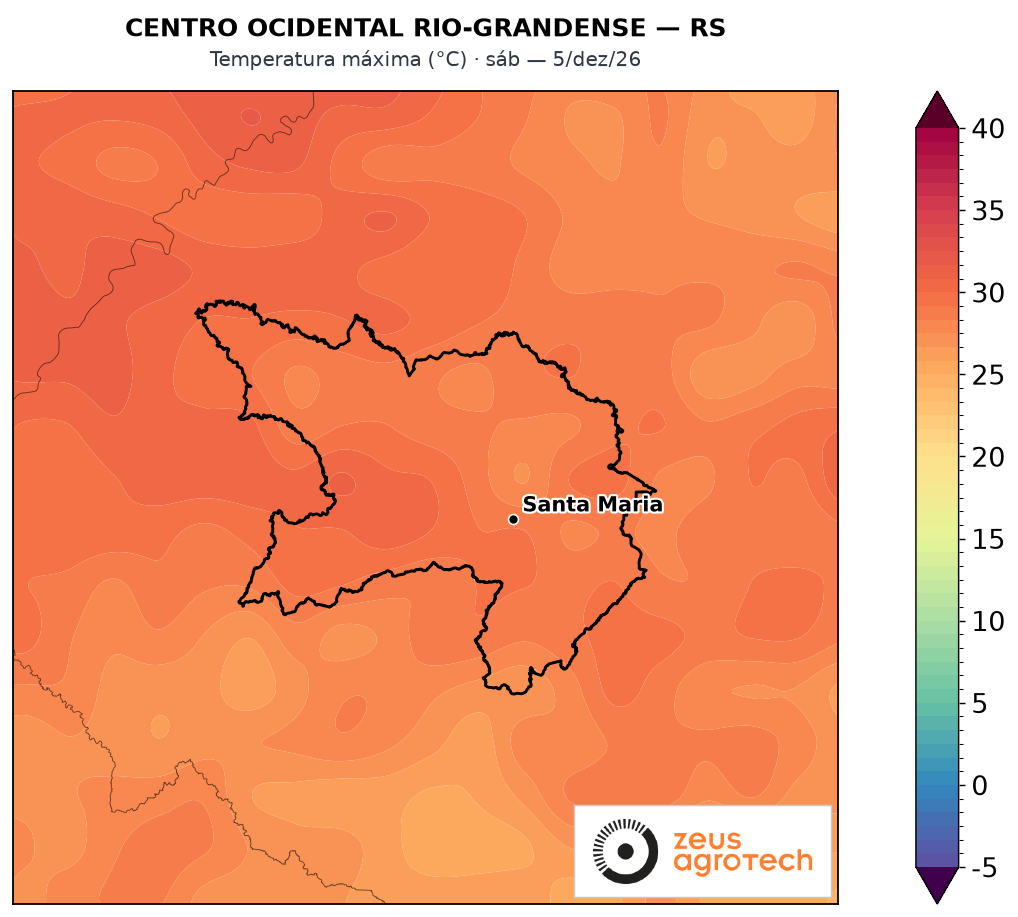 CENTRO OCIDENTAL RIO-GRANDENSE — RS
Temperatura máxima (°C) · sáb — 5/dez/26
40
35
30
25
20
15
10
5
0
-5
Santa Maria
zeus
agrotech